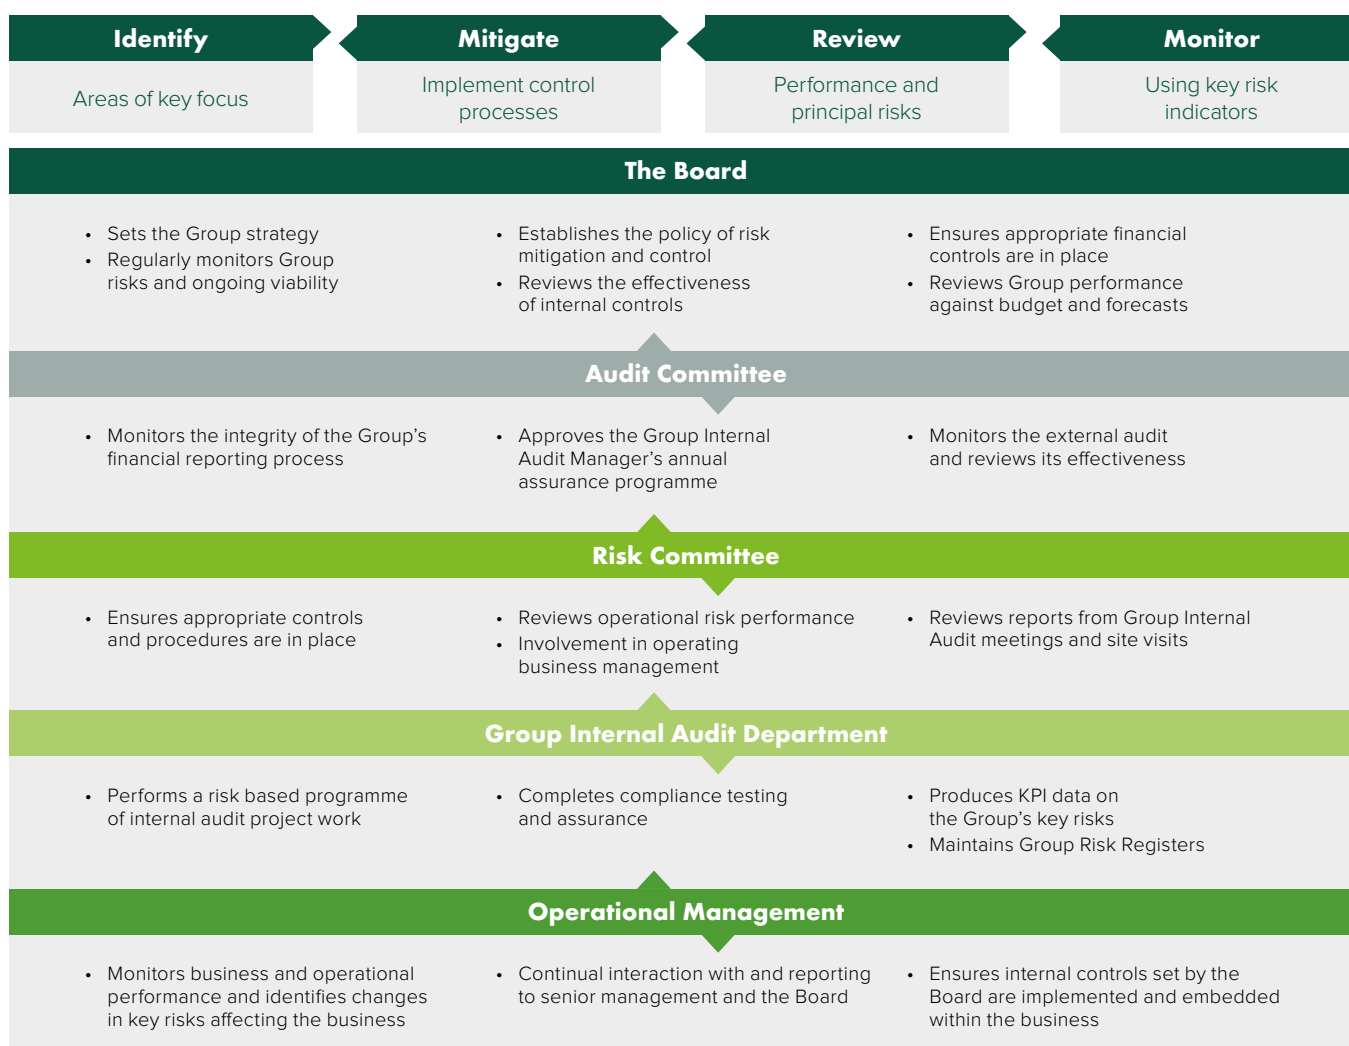 Identify
Areas of key focus
Mitigate
Implement control
processes
Review
Performance and
principal risks
Monitor
Using key risk
indicators
The Board
• Sets the Group strategy
• Regularly monitors Group
risks and ongoing viability
• Establishes the policy of risk
mitigation and control
• Reviews the effectiveness
of internal controls
• Ensures appropriate financial
controls are in place
• Reviews Group performance
against budget and forecasts
Audit Committee
• Monitors the integrity of the Group's
financial reporting process
• Approves the Group Internal
Audit Manager's annual
assurance programme
• Monitors the external audit
and reviews its effectiveness
Risk Committee
• Ensures appropriate controls
and procedures are in place
• Reviews operational risk performance
• Involvement in operating
business management
• Reviews reports from Group Internal
Audit meetings and site visits
Group Internal Audit Department
• Performs a risk based programme
of internal audit project work
• Completes compliance testing
and assurance
• Produces KPI data on
the Group's key risks
• Maintains Group Risk Registers
Operational Management
• Monitors business and operational
performance and identifies changes
in key risks affecting the business
• Continual interaction with and reporting
to senior management and the Board
• Ensures internal controls set by the
Board are implemented and embedded
within the business